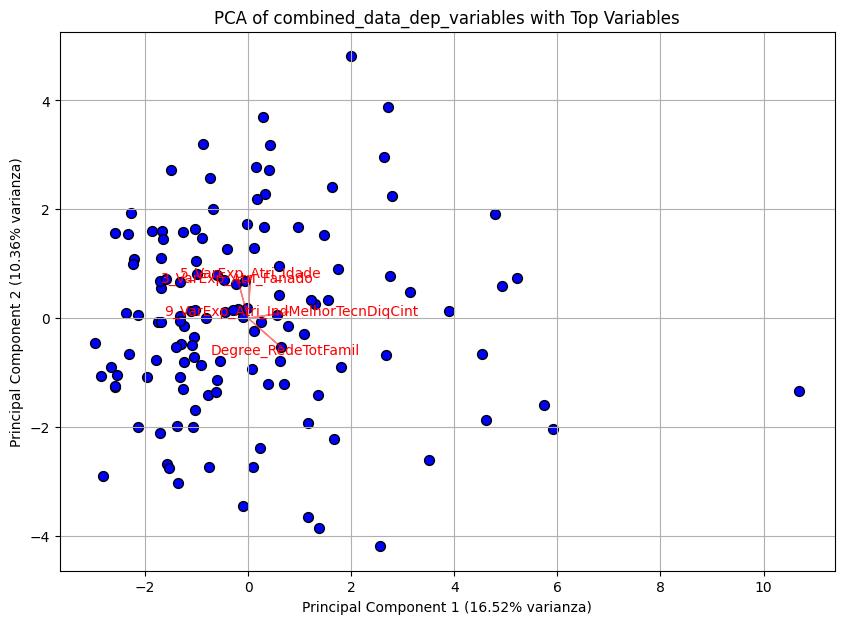 PCA of combined_data_dep_variables with Top Variables
Principal Component 2 (10.36% varianza)
4
2
0
−2
−4
5_VarExp_Atri_Idade
9_VarExp_Atri_IndMelhorTecnDiqCint
Degree_RedeTotFamil
−2
0
2
4
6
8
10
Principal Component 1 (16.52% varianza)